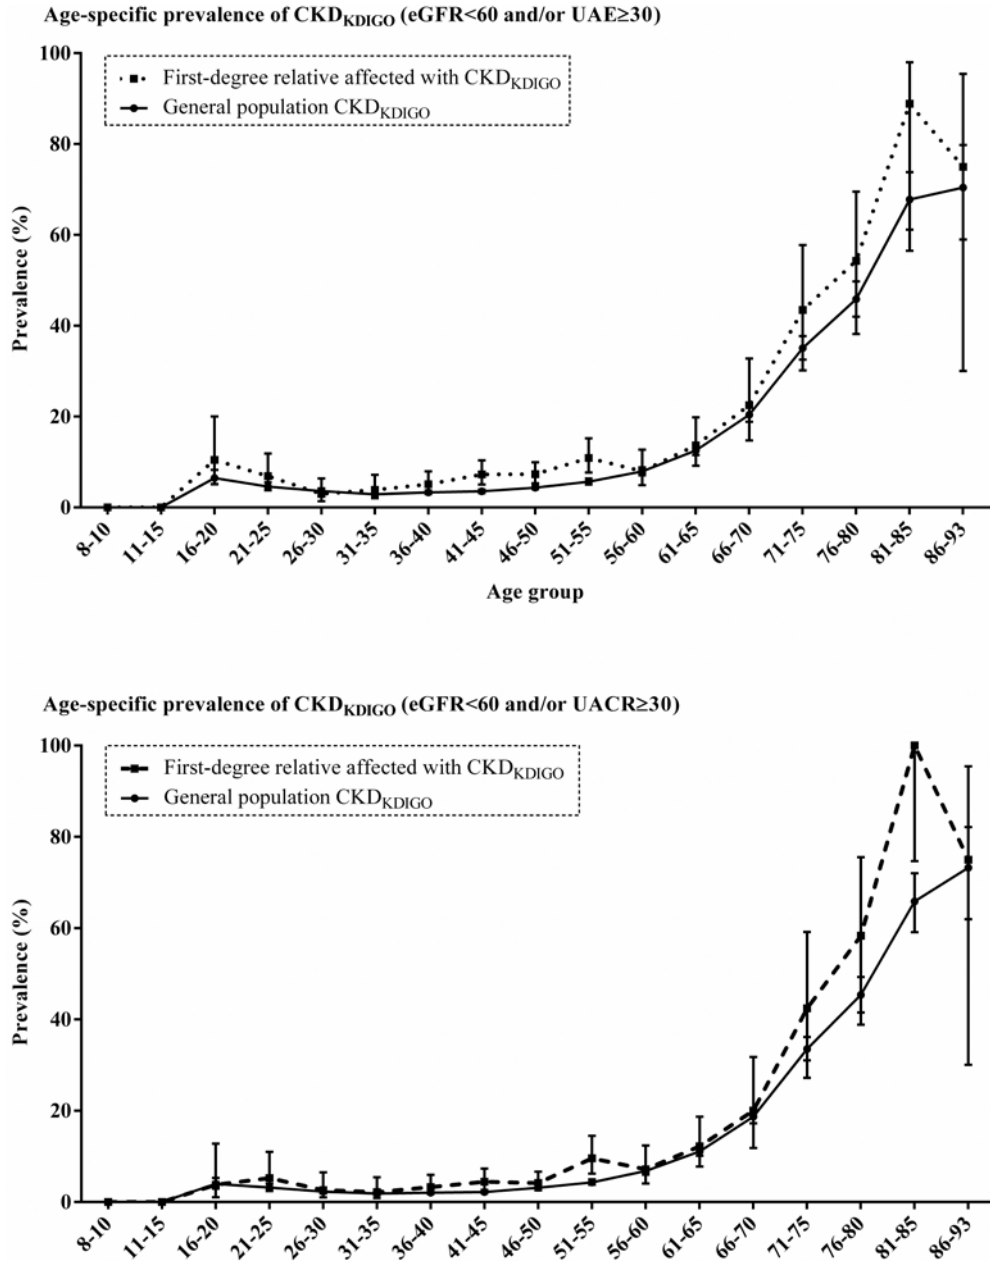 Age-specific prevalence of CKDKDIGO (eGFR<60 and/or UAE≥30)
First-degree relative affected with CKDKDIGO
General population CKDKDIGO
Prevalence (%)
100
80
60
40
20
0
8-10 11-15 16-20 21-25 26-30 31-35 36-40 41-45 46-50 51-55 56-60 61-65 66-70 71-75 76-80 81-85 86-93
Age group
Age-specific prevalence of CKDKDIGO (eGFR<60 and/or UACR≥30)
First-degree relative affected with CKDKDIGO
General population CKDKDIGO
Prevalence (%)
100
80
60
40
20
0
8-10 11-15 16-20 21-25 26-30 31-35 36-40 41-45 46-50 51-55 56-60 61-65 66-70 71-75 76-80 81-85 86-93